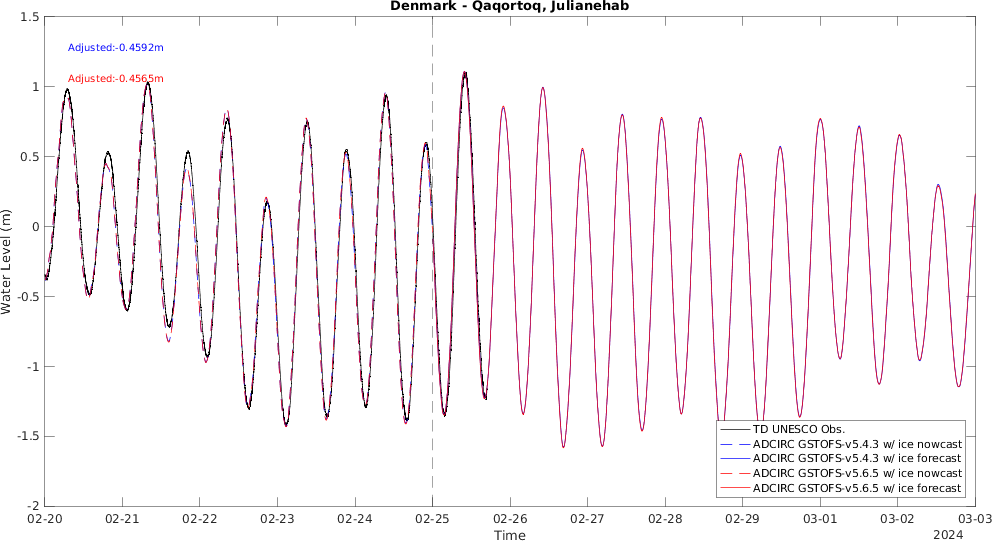 Denmark - Qaqortoq, Julianehab
1.5
1
0.5
0
-0.5
-1
-1.5
-2
Water Level (m)
Adjusted:-0.4592m
Adjusted:-0.4565m
TD UNESCO Obs.
ADCIRC GSTOFS-v5.4.3 w/ ice nowcast
ADCIRC GSTOFS-v5.4.3 w/ ice forecast
ADCIRC GSTOFS-v5.6.5 w/ ice nowcast
ADCIRC GSTOFS-v5.6.5 w/ ice forecast
02-20 02-21 02-22 02-23 02-24 02-25 02-26 02-27 02-28 02-29 03-01 03-02 03-03
Time
2024